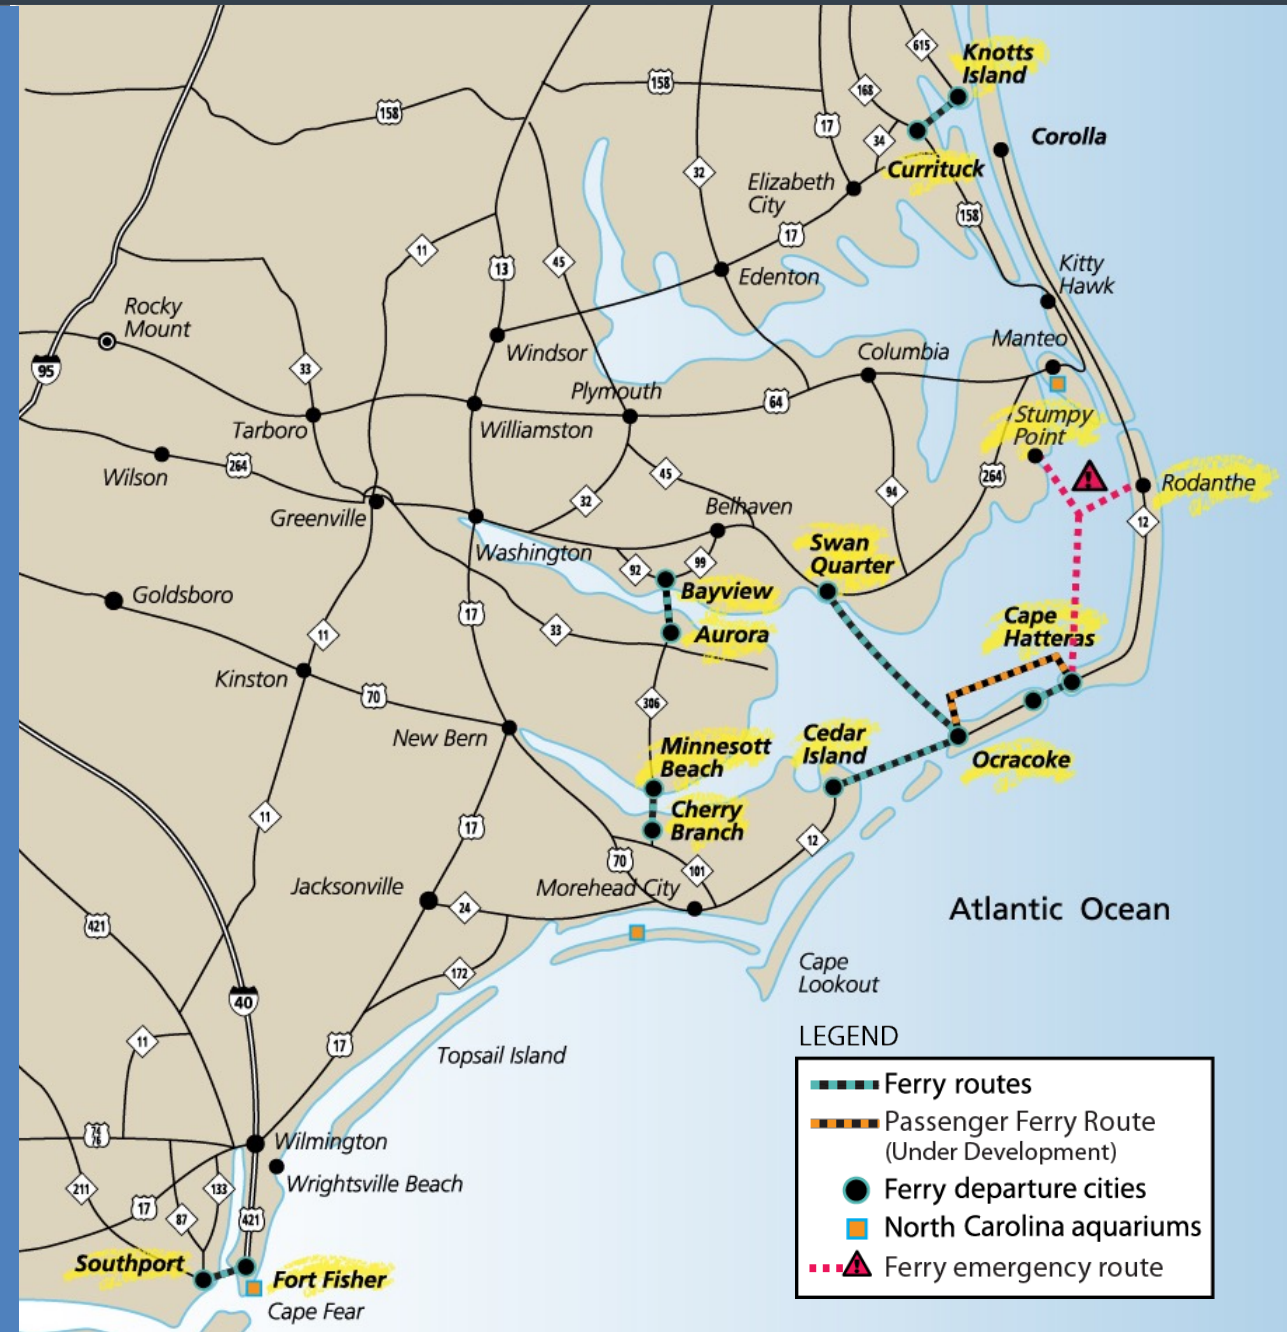 615
Knotts
Island
158
168
158
17
34
Corolla
Currituck
32
Elizabeth
City
158
17
11
13
45
Edenton
Kitty
Hawk
Rocky
Mount
Windsor
Manteo
Columbia
95
33
Plymouth
64
Stumpy
Point
Tarboro
Williamston
Wilson
264
45
264
Rodanthe
94
32
Belhaven
12
Greenville
Washington
Swan
Quarter
92
99
Bayview
Goldsboro
17
33
Aurora
Cape
Hatteras
11
Kinston
70
306
New Bern
Minnesott
Beach
Cedar
Island
Ocracoke
11
Cherry
Branch
17
70
101
12
Jacksonville
24
Morehead City
Atlantic Ocean
421
172
Cape
Lookout
40
11
17
Topsail Island
LEGEND
Ferry routes
Passenger Ferry Route
(Under Development)
Ferry departure cities
North Carolina aquariums
Ferry emergency route
74
76
Wilmington
211
133
Wrightsville Beach
17
87
421
Southport
Fort Fisher
Cape Fear